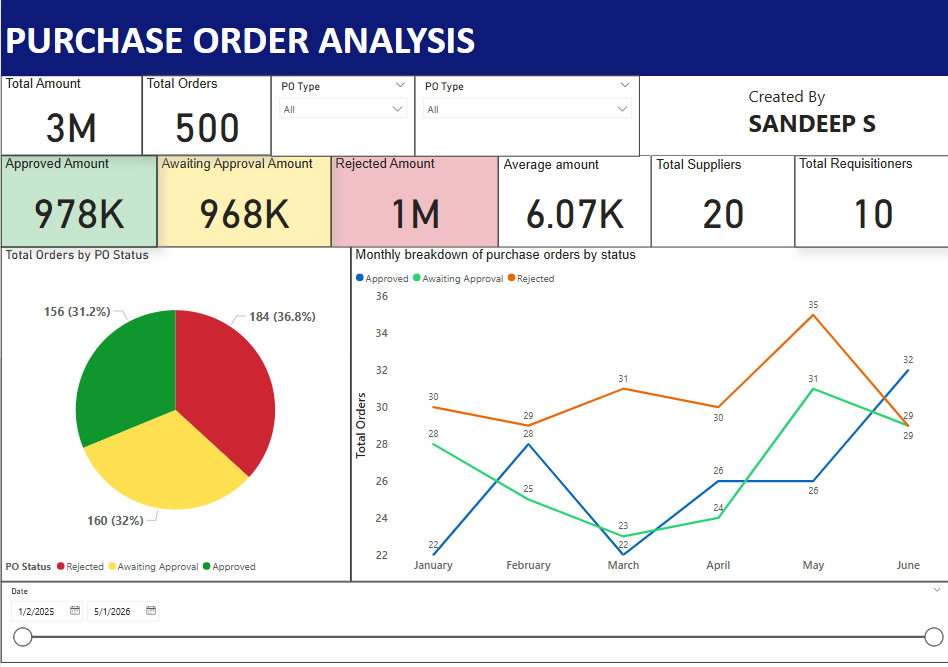 PURCHASE ORDER ANALYSIS
Total Amount
3M
Total Orders
500
PO Type
All
PO Type
All
Created By
SANDEEP S
Approved Amount
978K
Awaiting Approval Amount
968K
Rejected Amount
1M
Average amount
6.07K
Total Suppliers
20
Total Requisitioners
10
Total Orders by PO Status
156 (31.2%)
184 (36.8%)
160 (32%)
PO Status Rejected Awaiting Approval Approved
Monthly breakdown of purchase orders by status
Approved Awaiting Approval Rejected
Total Orders
36
34
32
30
28
26
24
22
30
29
31
30
35
29
28
25
23
24
31
29
22
28
22
26
26
32
January February March April May June
Date
1/2/2025 5/1/2026